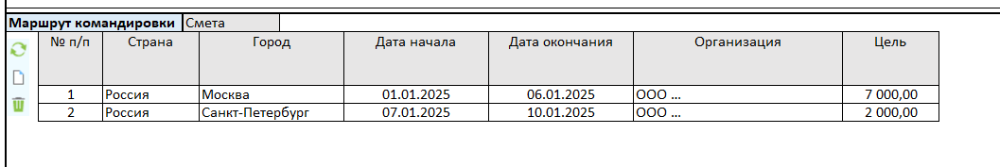 Маршрут командировки Смета
№ п/п Страна Город Дата начала Дата окончания Организация Цель
1 Россия Москва 01.01.2025 06.01.2025 ООО ... 7 000,00
2 Россия Санкт-Петербург 07.01.2025 10.01.2025 ООО ... 2 000,00